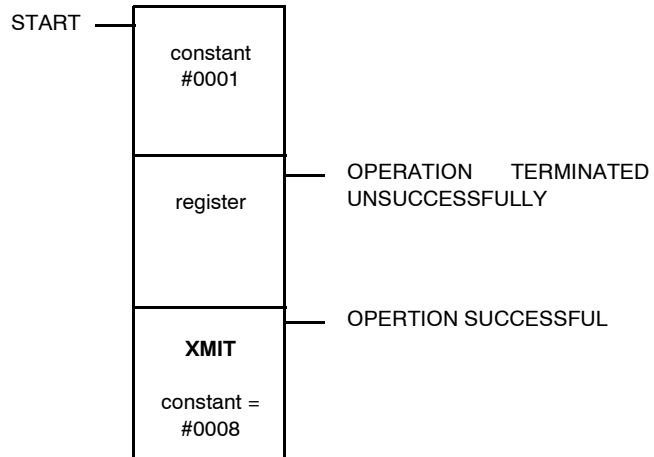 START
constant
#0001
OPERATION TERMINATED
UNSUCCESSFULLY
register
OPERTION SUCCESSFUL
XMIT
constant =
#0008